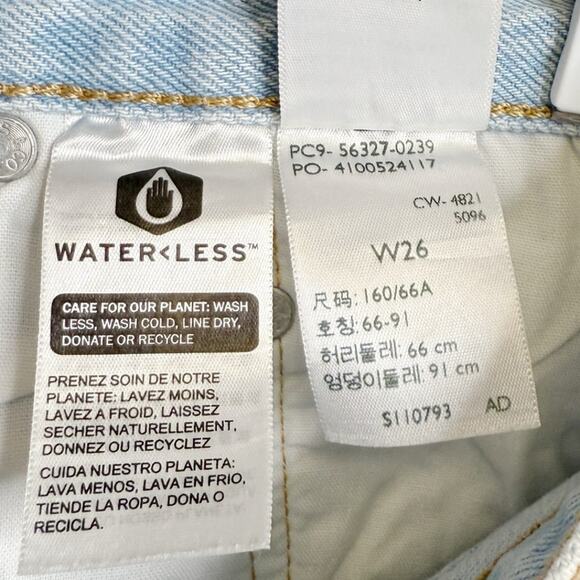 WATER<LESS™
CARE FOR OUR PLANET: WASH
LESS, WASH COLD, LINE DRY,
DONATE OR RECYCLE
PRENEZ SOIN DE NOTRE
PLANETE: LAVEZ MOINS,
LAVEZ A FROID, LAISSEZ
SECHER NATURELLEMENT,
DONNEZ OU RECYCLEZ
CUIDA NUESTRO PLANETA:
LAVA MENOS, LAVA EN FRIO,
TIENDE LA ROPA, DONA O
RECICLA.
PC9- 56327-0239
PO- 4100524117
CW- 4821
5096
W26
尺码: 160/66A
호칭: 66-91
허리둘레: 66 cm
엉덩이둘레: 91 cm
S110793 AD